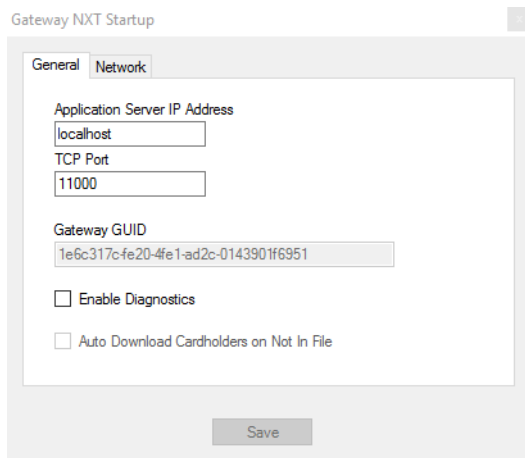 Gateway NXT Startup
General
Network
Application Server IP Address
localhost
TCP Port
11000
Gateway GUID
1e6c317c-fe20-4fe1-ad2c-0143901f6951
Enable Diagnostics
Auto Download Cardholders on Not In File
Save